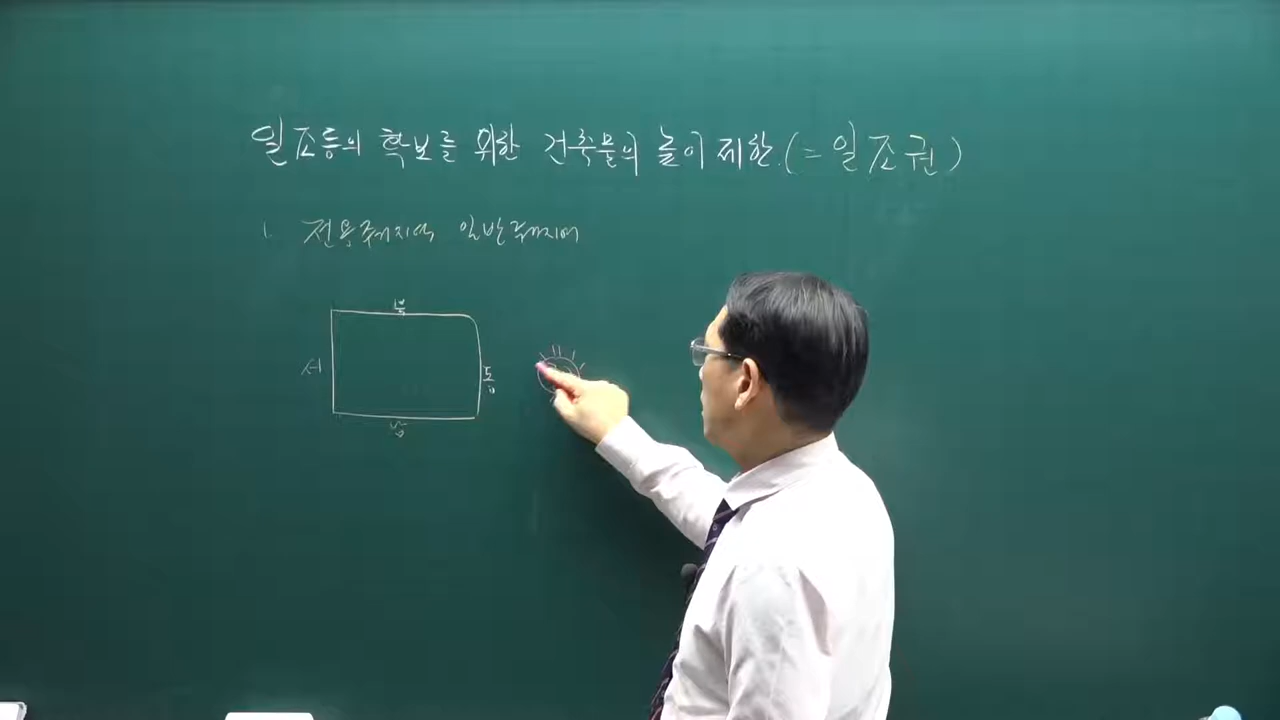 일조등의 확보를 위한 건축물의 높이 제한.(= 일조권)
1. 전용주거지역 일반주거지역
북
서
동
남